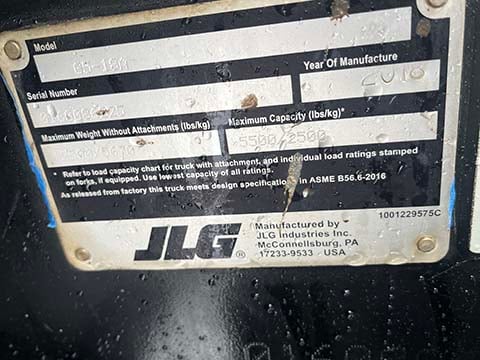 Model
Year Of Manufacture
Serial Number
Maximum Weight Without Attachments (lbs/kg)
Maximum Capacity (lbs/kg)*
5500/2500
* Refer to load capacity chart for truck with attachment, and individual load ratings stamped
on forks, if equipped. Use lowest capacity of all ratings.
As released from factory this truck meets design specifications in ASME B56.6-2016
1001229575C
JLG®
Manufactured by
JLG Industries Inc.
McConnellsburg, PA
17233-9533 USA